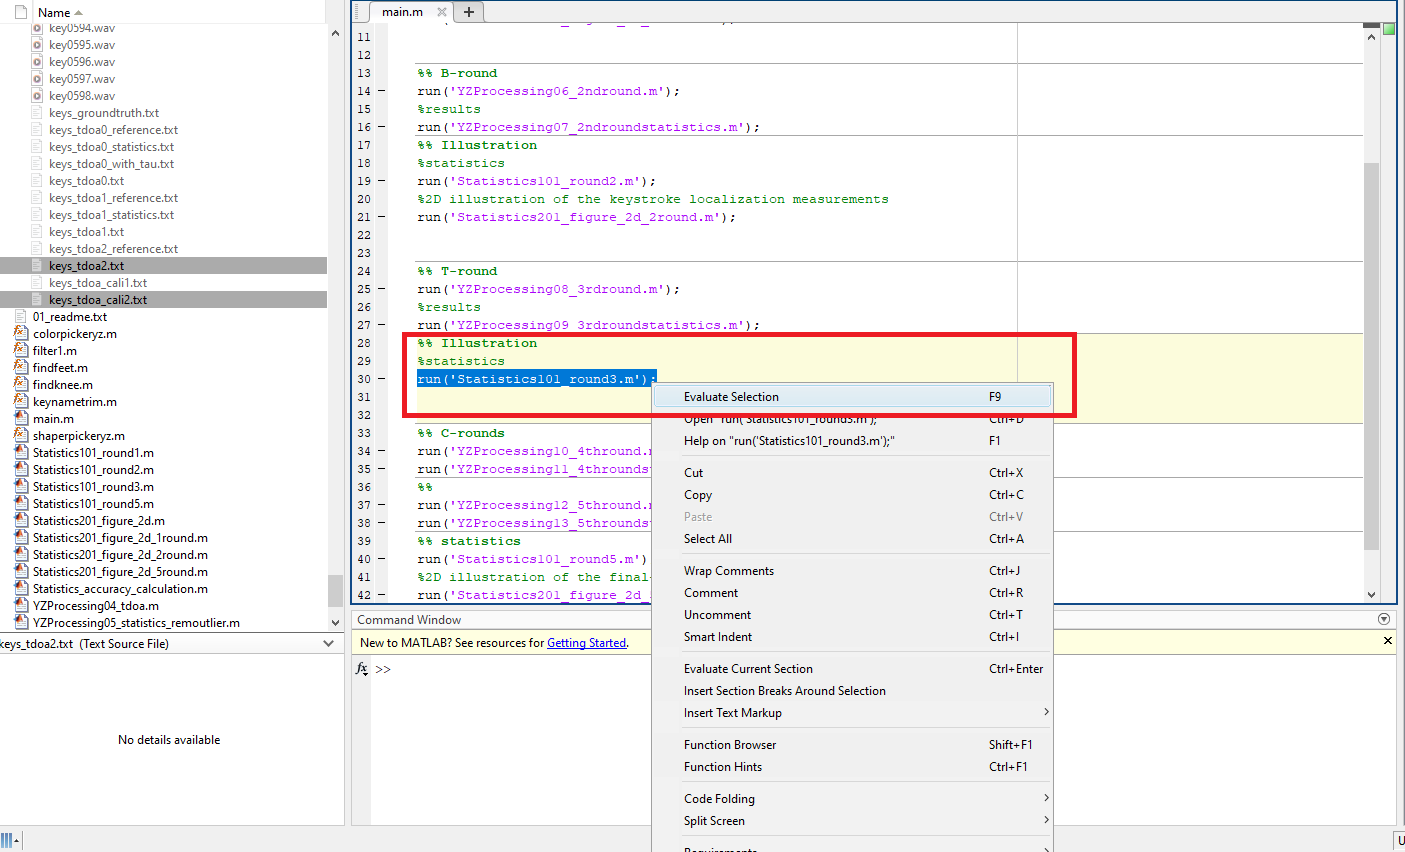 Name
key0594.wav
key0595.wav
key0596.wav
key0597.wav
key0598.wav
keys_groundtruth.txt
keys_tdoa0_reference.txt
keys_tdoa0_statistics.txt
keys_tdoa0_with_tau.txt
keys_tdoa0.txt
keys_tdoa1_reference.txt
keys_tdoa1_statistics.txt
keys_tdoa1.txt
keys_tdoa2_reference.txt
keys_tdoa2.txt
keys_tdoa_cali1.txt
keys_tdoa_cali2.txt
01_readme.txt
colorpickeryz.m
filter1.m
findfeet.m
findknee.m
keynametrim.m
main.m
shaperpickeryz.m
Statistics101_round1.m
Statistics101_round2.m
Statistics101_round3.m
Statistics101_round5.m
Statistics201_figure_2d.m
Statistics201_figure_2d_1round.m
Statistics201_figure_2d_2round.m
Statistics201_figure_2d_5round.m
Statistics_accuracy_calculation.m
YZProcessing04_tdoa.m
YZProcessing05_statistics_remoutlier.m
keys_tdoa2.txt (Text Source File)
No details available
main.m
11
12
13 %% B-round
14 – run('YZProcessing06_2ndround.m');
15 %results
16 – run('YZProcessing07_2ndroundstatistics.m');
17 %% Illustration
18 %statistics
19 – run('Statistics101_round2.m');
20 %2D illustration of the keystroke localization measurements
21 – run('Statistics201_figure_2d_2round.m');
22
23
24 %% T-round
25 – run('YZProcessing08_3rdround.m');
26 %results
27 – run('YZProcessing09_3rdroundstatistics.m');
28 %% Illustration
29 %statistics
30 – run('Statistics101_round3.m');
31
32
33 %% C-rounds
34 – run('YZProcessing10_4thround.m
35 – run('YZProcessing11_4throundst
36 %%
37 – run('YZProcessing12_5thround.m
38 – run('YZProcessing13_5throundst
39 %% statistics
40 – run('Statistics101_round5.m')
41 %2D illustration of the final
42 – run('Statistics201_figure_2d_
Evaluate Selection F9
Open "run('Statistics101_round3.m');" Ctrl+D
Help on "run('Statistics101_round3.m');" F1
Cut Ctrl+X
Copy Ctrl+C
Paste Ctrl+V
Select All Ctrl+A
Wrap Comments Ctrl+J
Comment Ctrl+R
Uncomment Ctrl+T
Smart Indent Ctrl+I
Evaluate Current Section Ctrl+Enter
Insert Section Breaks Around Selection
Insert Text Markup
Function Browser Shift+F1
Function Hints Ctrl+F1
Code Folding
Split Screen
Command Window
New to MATLAB? See resources for Getting Started.
fx >>
U